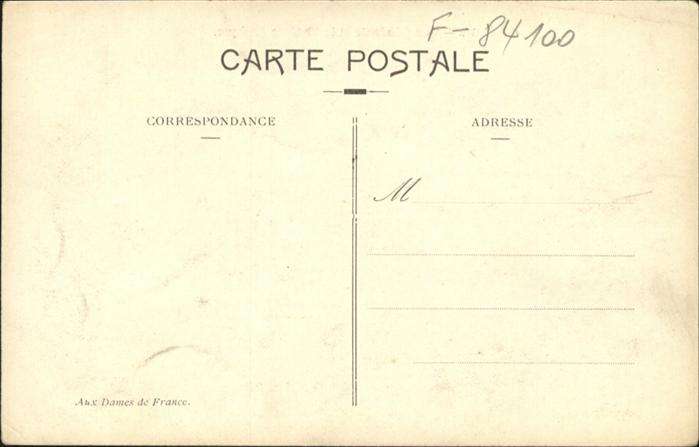 F-84100
CARTE POSTALE
CORRESPONDANCE
ADRESSE
M
Aux Dames de France.